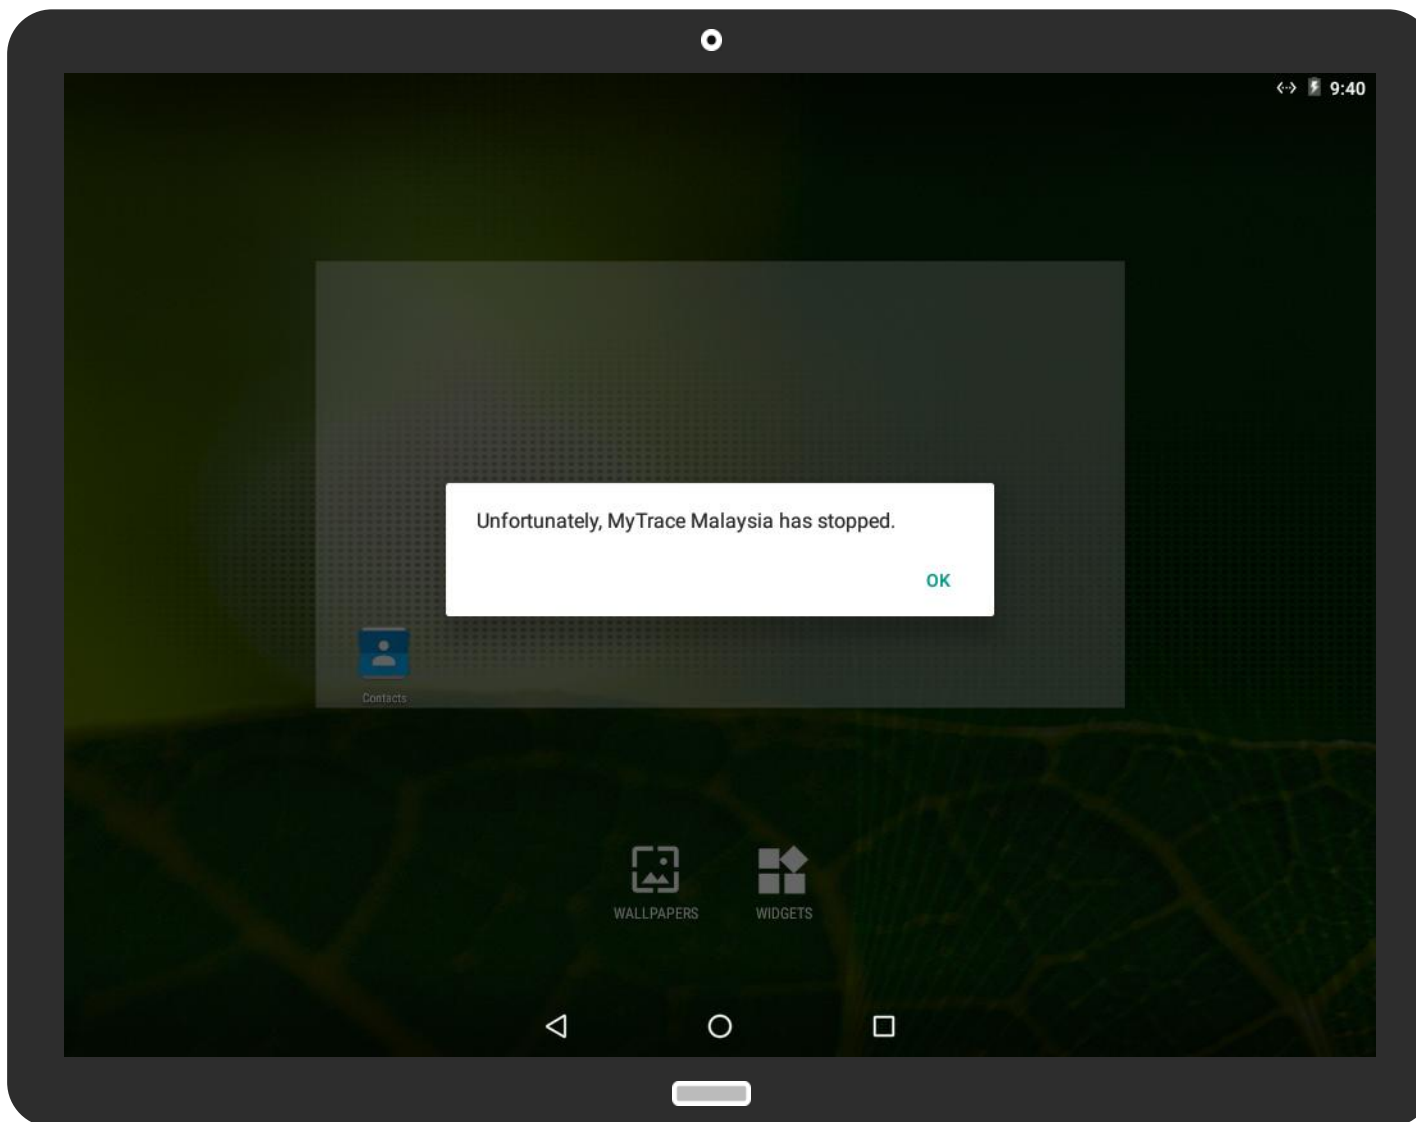 9:40
Unfortunately, MyTrace Malaysia has stopped.
OK
Contacts
WALLPAPERS WIDGETS